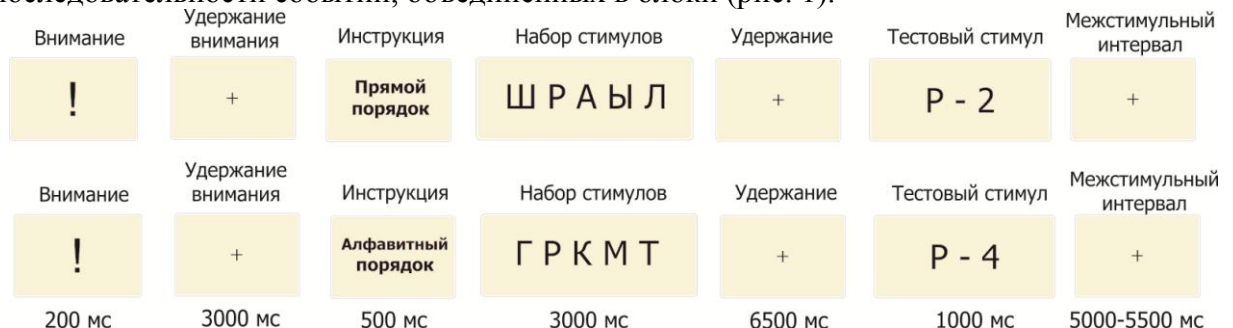 последовательности событий, объединенных в блоки (рис. 1).
Внимание
Удержание
внимания
Инструкция
Набор стимулов
Удержание
Тестовый стимул
Межстимульный
интервал
!
+
Прямой
порядок
Ш Р А Ы Л
+
Р - 2
+
Внимание
Удержание
внимания
Инструкция
Набор стимулов
Удержание
Тестовый стимул
Межстимульный
интервал
!
+
Алфавитный
порядок
Г Р К М Т
+
Р - 4
+
200 мс
3000 мс
500 мс
3000 мс
6500 мс
1000 мс
5000-5500 мс